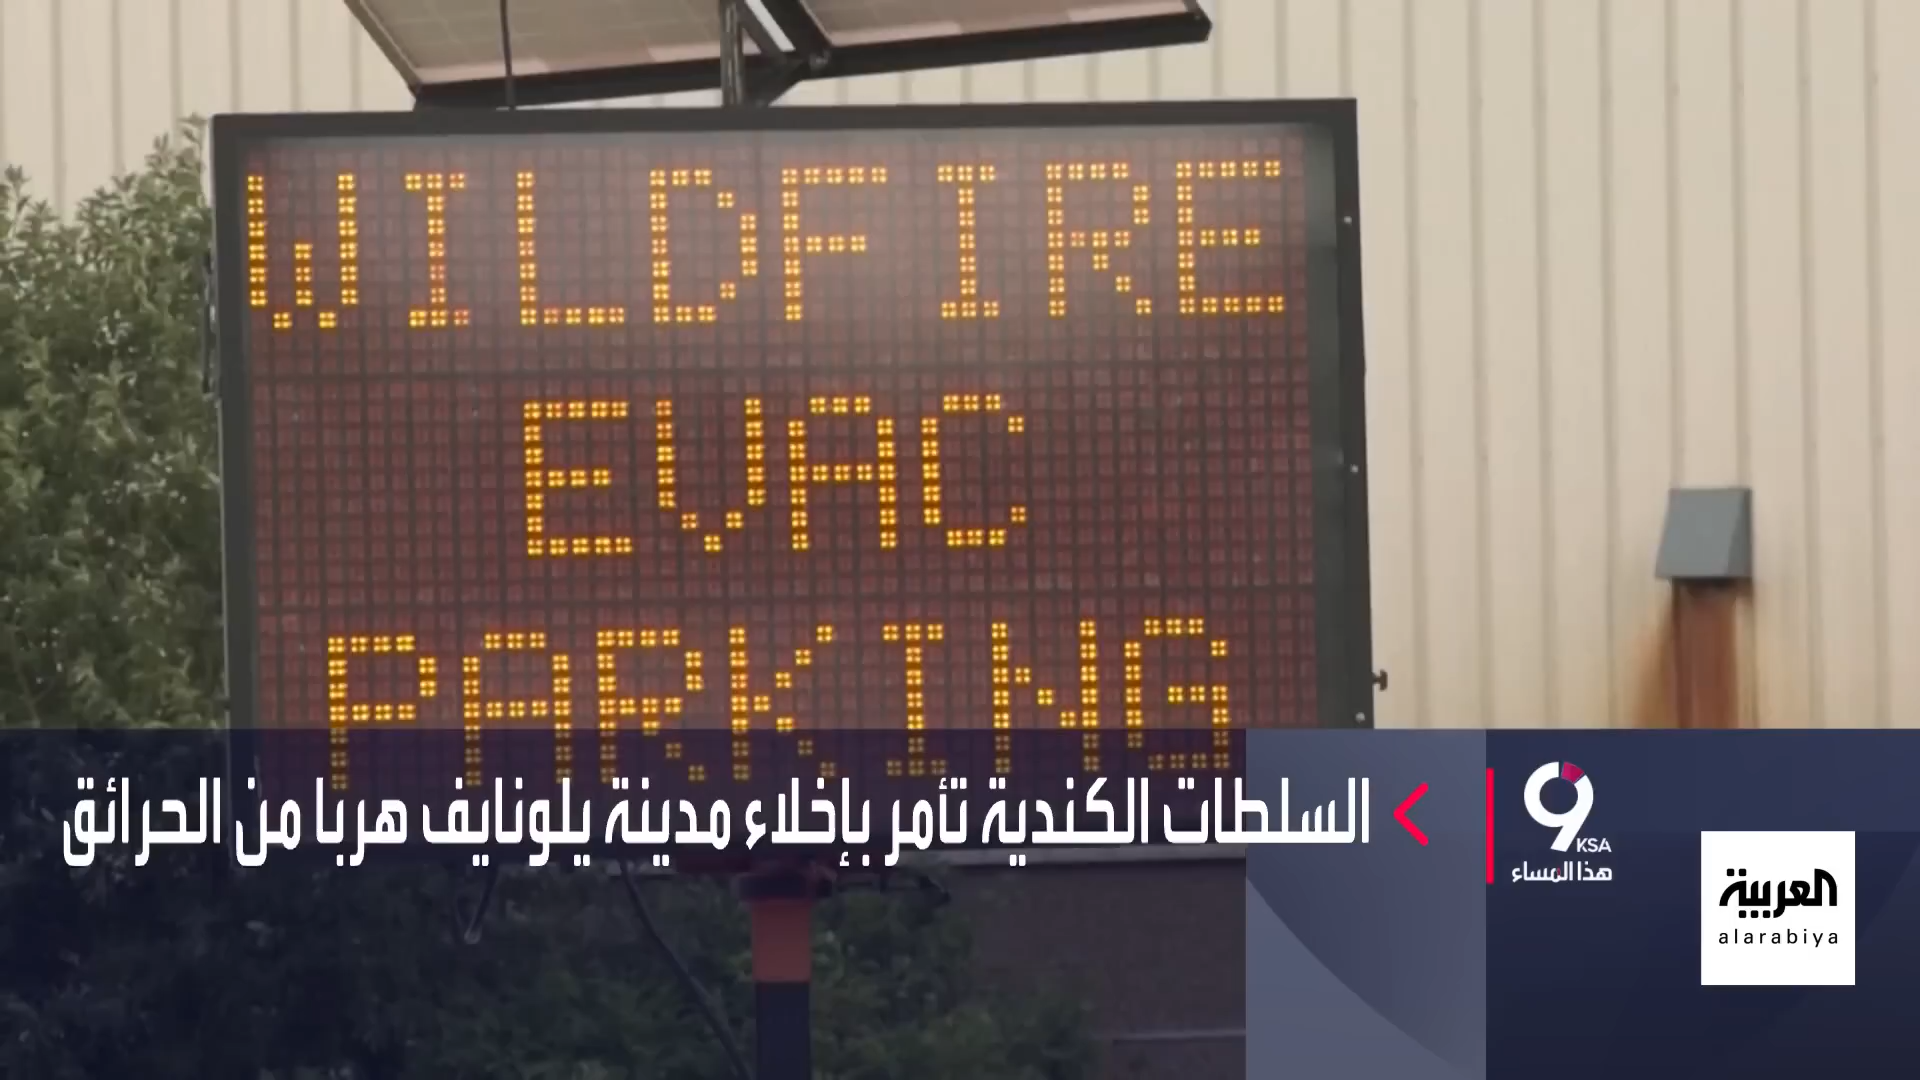 WILDFIRE
EVAC
PARKING
السلطات الكندية تأمر بإخلاء مدينة يلونايف هربا من الحرائق
9
KSA
هذا المساء
العربية
alarabiya